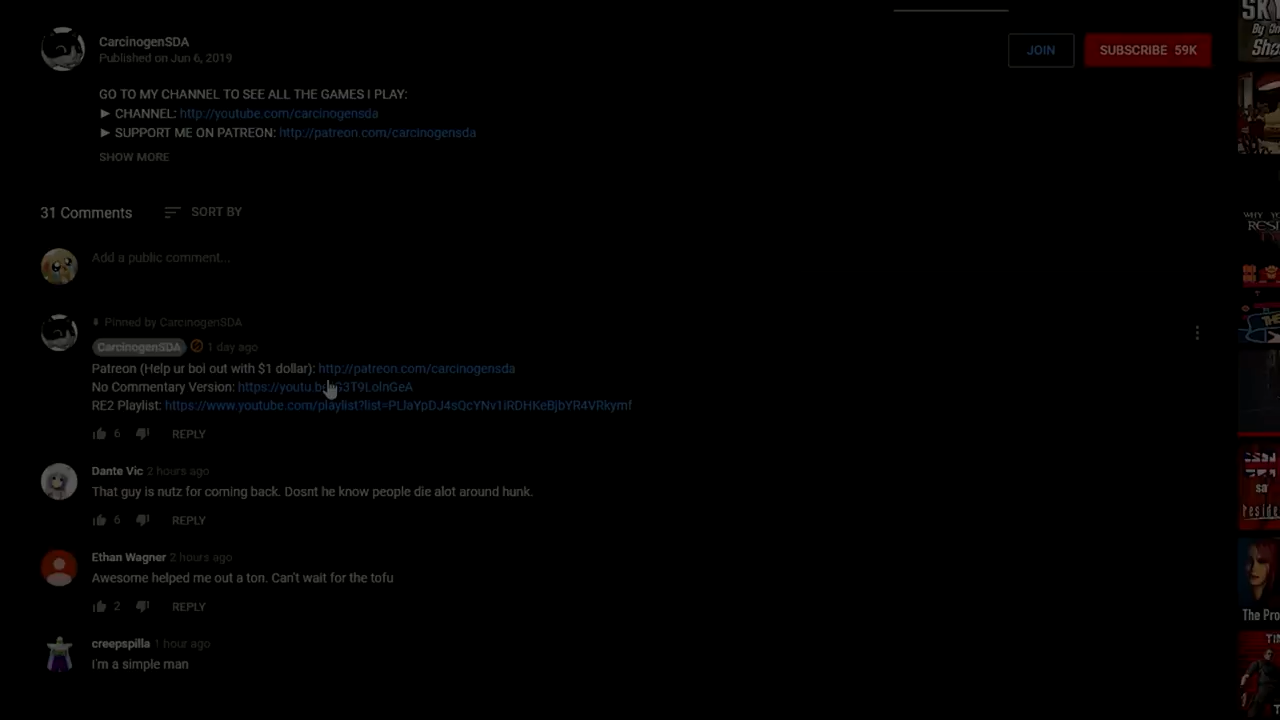 CarcinogenSDA
Published on Jun 6, 2019
JOIN
SUBSCRIBE 59K
GO TO MY CHANNEL TO SEE ALL THE GAMES I PLAY:
► CHANNEL: http://youtube.com/carcinogensda
► SUPPORT ME ON PATREON: http://patreon.com/carcinogensda
SHOW MORE
31 Comments
SORT BY
Add a public comment...
Pinned by CarcinogenSDA
CarcinogenSDA 1 day ago
Patreon (Help ur boi out with $1 dollar): http://patreon.com/carcinogensda
No Commentary Version:
RE2 Playlist:
6 REPLY
Dante Vic 2 hours ago
That guy is nutz for coming back. Dosnt he know people die alot around hunk.
6 REPLY
Ethan Wagner 2 hours ago
Awesome helped me out a ton. Can't wait for the tofu
2 REPLY
creepspilla 1 hour ago
I'm a simple man
SK
By
WHY
The